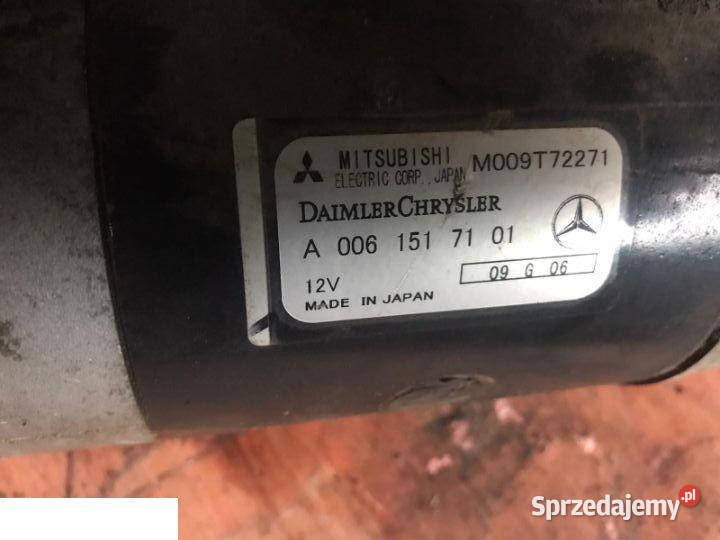 MITSUBISHI M009T72271
ELECTRIC CORP., JAPAN
DAIMLERCHRYSLER
A 006 151 71 01
12V 09 G 06
MADE IN JAPAN
Sprzedajemy.pl